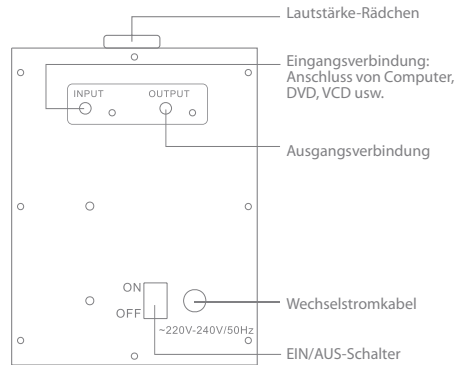 Lautstärke-Rädchen
Eingangsverbindung:
Anschluss von Computer,
DVD, VCD usw.
INPUT
OUTPUT
Ausgangsverbindung
ON
OFF
Wechselstromkabel
~220V-240V/50Hz
EIN/AUS-Schalter